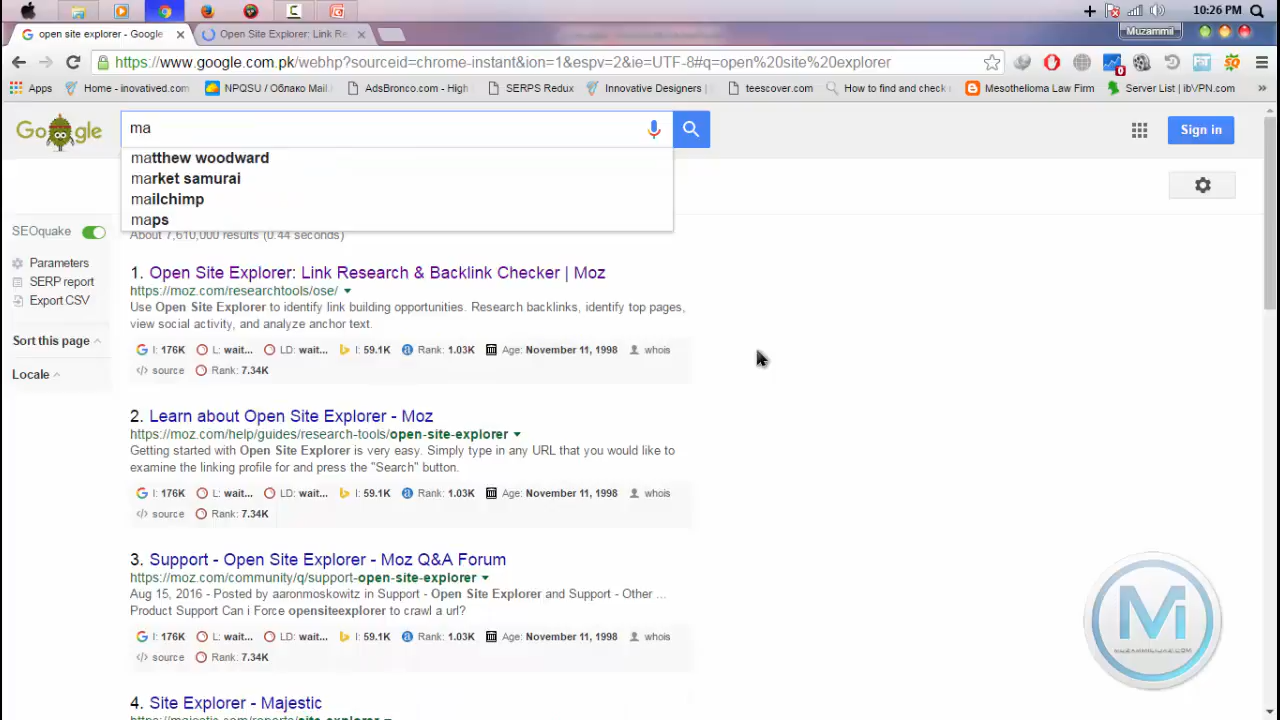 10:26 PM
open site explorer - Google
Open Site Explorer: Link Re
Muzammil
https://www.google.com.pk/webhp?sourceid=chrome-instant&ion=1&espv=2&ie=UTF-8#q=open%20site%20explorer
0
Apps
Home - inovatived.com
NPQSU / Облако Mail.
AdsBronos.com - High
SERPS Redux
Innovative Designers
teescover.com
How to find and check
Mesothelioma Law Firm
Server List | ibVPN.com
Google
ma
Sign in
matthew woodward
market samurai
mailchimp
maps
SEOquake
About 7,610,000 results (0.44 seconds)
Parameters
SERP report
Export CSV
Sort this page
Locale
1. Open Site Explorer: Link Research & Backlink Checker | Moz
https://moz.com/researchtools/ose/
Use Open Site Explorer to identify link building opportunities. Research backlinks, identify top pages,
view social activity, and analyze anchor text.
I: 176K L: wait... LD: wait... I: 59.1K Rank: 1.03K Age: November 11, 1998 whois
source Rank: 7.34K
2. Learn about Open Site Explorer - Moz
https://moz.com/help/guides/research-tools/open-site-explorer
Getting started with Open Site Explorer is very easy. Simply type in any URL that you would like to
examine the linking profile for and press the "Search" button.
I: 176K L: wait... LD: wait... I: 59.1K Rank: 1.03K Age: November 11, 1998 whois
source Rank: 7.34K
3. Support - Open Site Explorer - Moz Q&A Forum
https://moz.com/community/q/support-open-site-explorer
Aug 15, 2016 - Posted by aaronmoskowitz in Support - Open Site Explorer and Support - Other ...
Product Support Can i Force opensiteexplorer to crawl a url?
I: 176K L: wait... LD: wait... I: 59.1K Rank: 1.03K Age: November 11, 1998 whois
source Rank: 7.34K
4. Site Explorer - Majestic
https://majestic.com/reports/site-explorer